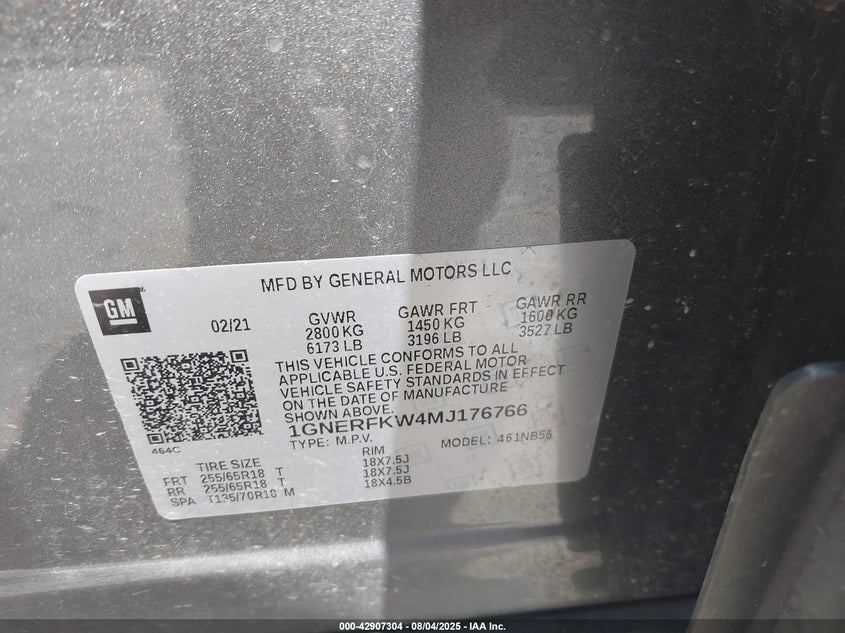 MFD BY GENERAL MOTORS LLC
GM
02/21
GVWR GAWR FRT GAWR RR
2800 KG 1450 KG 1600 KG
6173 LB 3196 LB 3527 LB
THIS VEHICLE CONFORMS TO ALL
APPLICABLE U.S. FEDERAL MOTOR
VEHICLE SAFETY STANDARDS IN EFFECT
ON THE DATE OF MANUFACTURE
SHOWN ABOVE.
1GNERFKW4MJ176766
464C
TYPE: M.P.V. MODEL: 461NB56
TIRE SIZE RIM
FRT 255/65R18 T 18X7.5J
RR 255/65R18 T 18X7.5J
SPA T135/70R18 M 18X4.5B
000-42907304 - 08/04/2025 - IAA Inc.